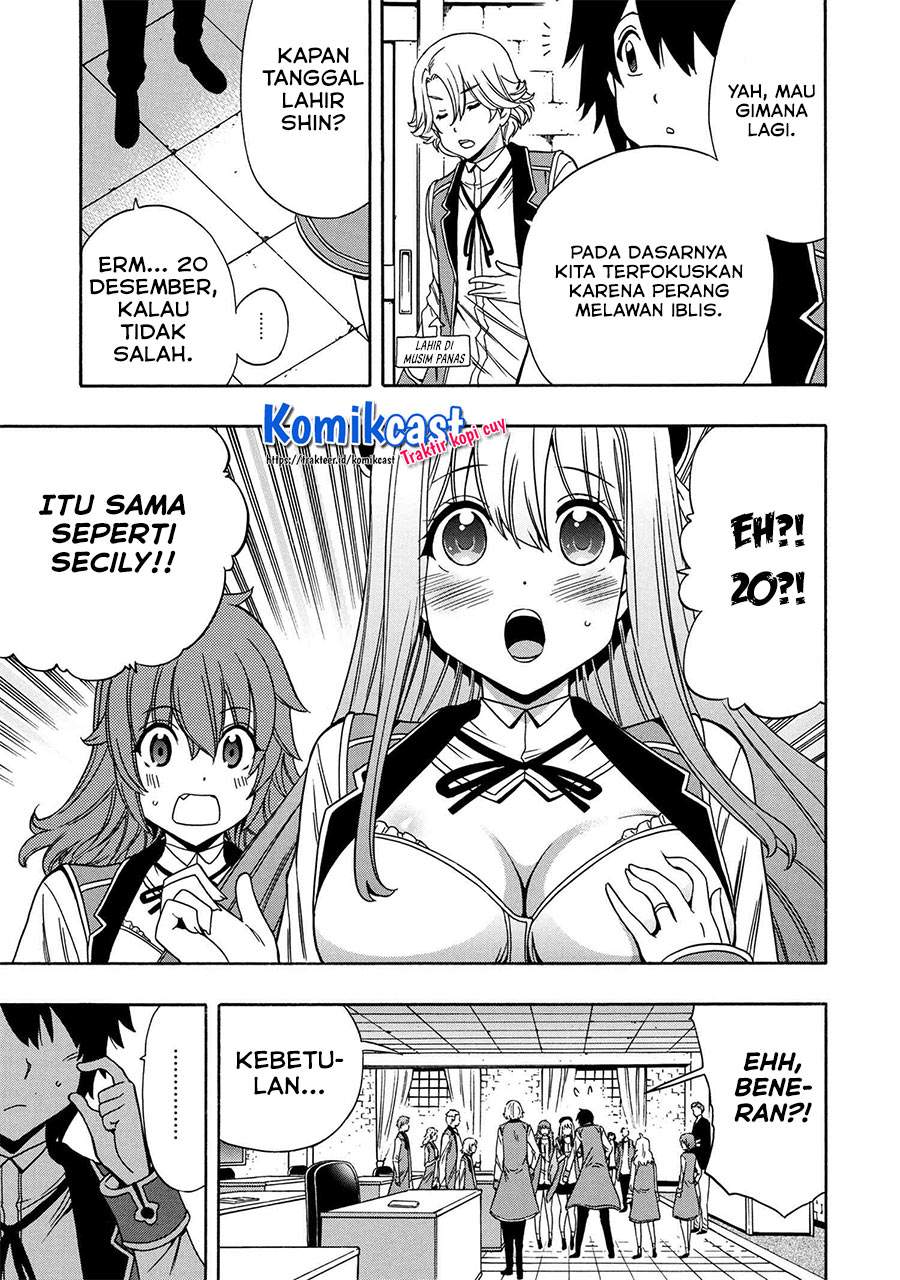 YAH, MAU
GIMANA
LAGI.
PADA DASARNYA
KITA TERFOKUSKAN
KARENA PERANG
MELAWAN IBLIS.
LAHIR DI
MUSIM PANAS
KAPAN
TANGGAL
LAHIR
SHIN?
ERM... 20
DESEMBER,
KALAU
TIDAK
SALAH.
Komikcast
Traktir kopi cuy
https://trakteer.id/komikcast
EH?!
20?!
ITU SAMA
SEPERTI
SECILY!!
EHH,
BENE-
RAN?!
KEBETU-
LAN...